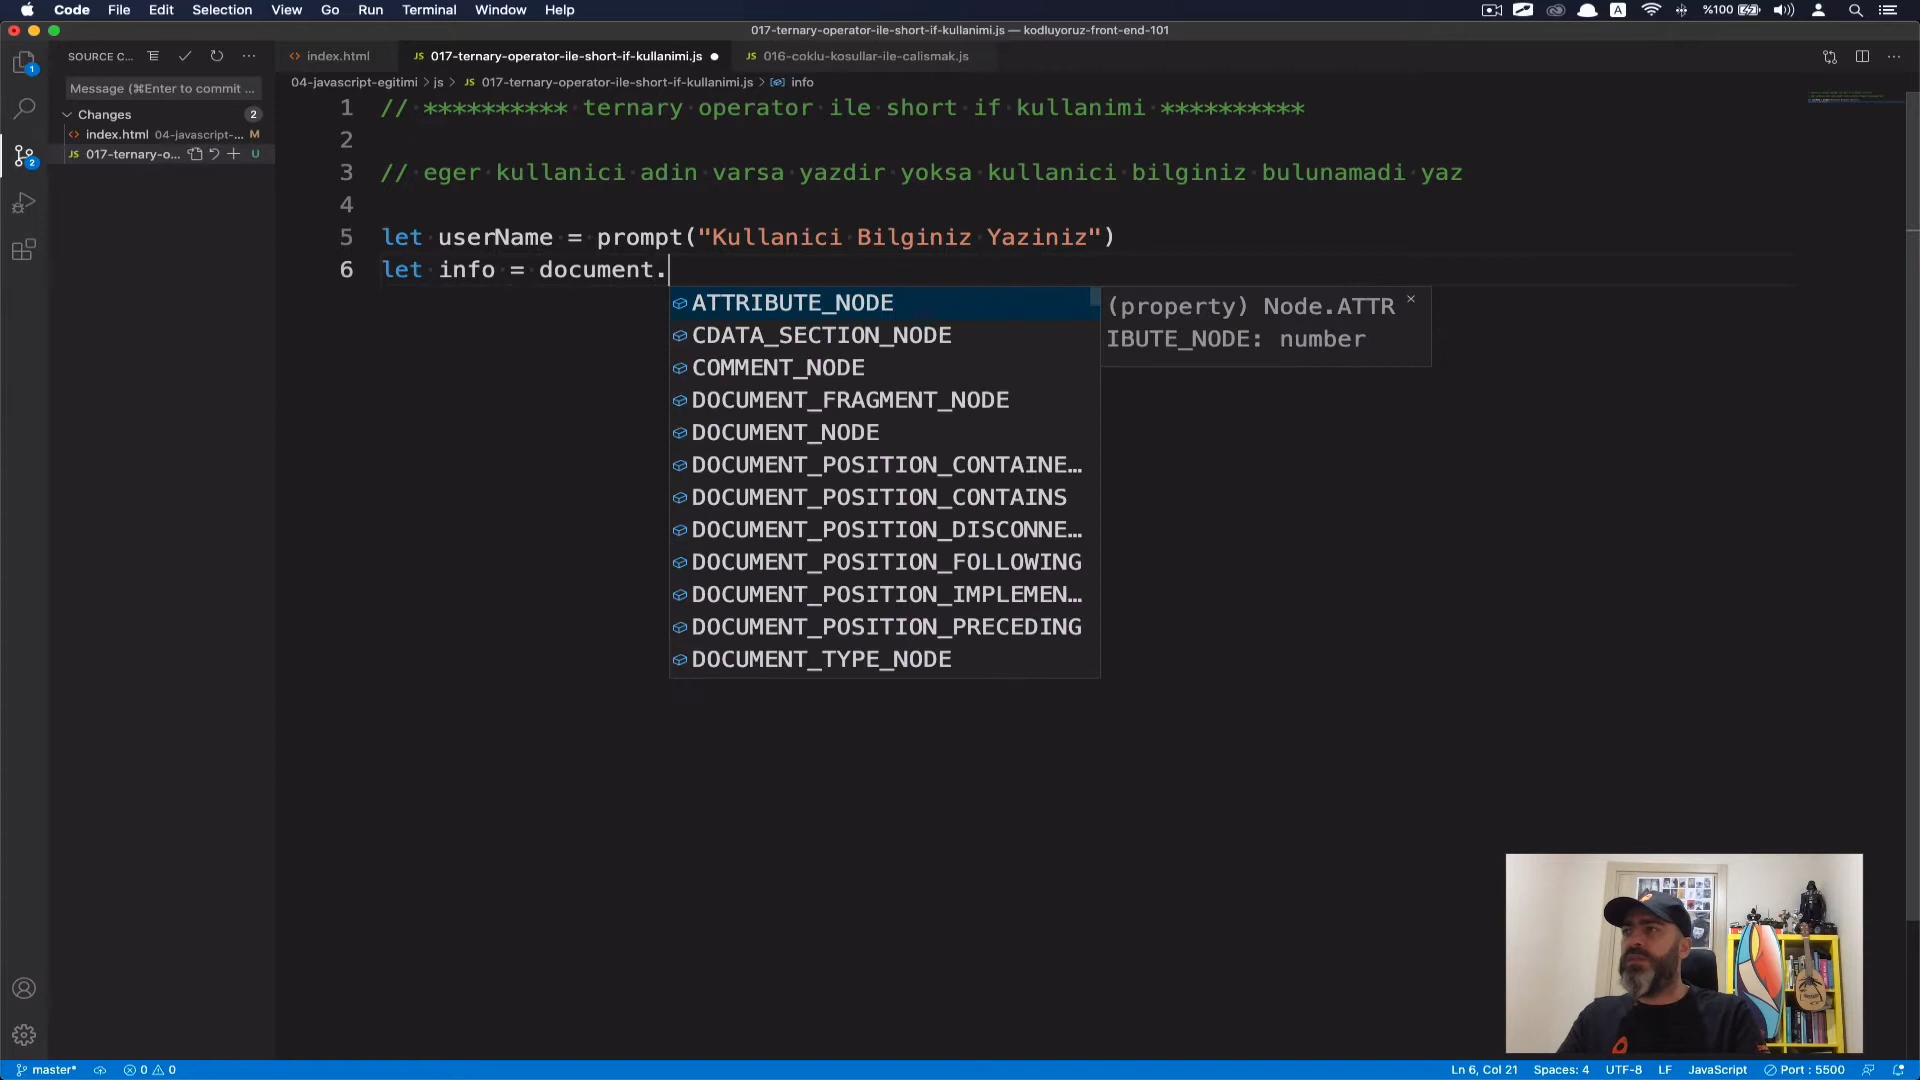 Code File Edit Selection View Go Run Terminal Window Help A %100
017-ternary-operator-ile-short-if-kullanimi.js — kodluyoruz-front-end-101
SOURCE C... index.html 017-ternary-operator-ile-short-if-kullanimi.js 016-coklu-kosullar-ile-calismak.js
04-javascript-egitimi › js › JS 017-ternary-operator-ile-short-if-kullanimi.js › info
Message (⌘Enter to commit ...
Changes 2
index.html 04-javascript-... M
JS 017-ternary-o... U
1
2
1 // ********** ternary operator ile short if kullanimi **********
2
3 // eger kullanici adin varsa yazdir yoksa kullanici bilginiz bulunamadi yaz
4
5 let userName = prompt("Kullanici Bilginiz Yaziniz")
6 let info = document.
ATTRIBUTE_NODE
CDATA_SECTION_NODE
COMMENT_NODE
DOCUMENT_FRAGMENT_NODE
DOCUMENT_NODE
DOCUMENT_POSITION_CONTAINE…
DOCUMENT_POSITION_CONTAINS
DOCUMENT_POSITION_DISCONNE…
DOCUMENT_POSITION_FOLLOWING
DOCUMENT_POSITION_IMPLEMEN…
DOCUMENT_POSITION_PRECEDING
DOCUMENT_TYPE_NODE
(property) Node.ATTR
IBUTE_NODE: number
master* 0 0 Ln 6, Col 21 Spaces: 4 UTF-8 LF JavaScript Port : 5500